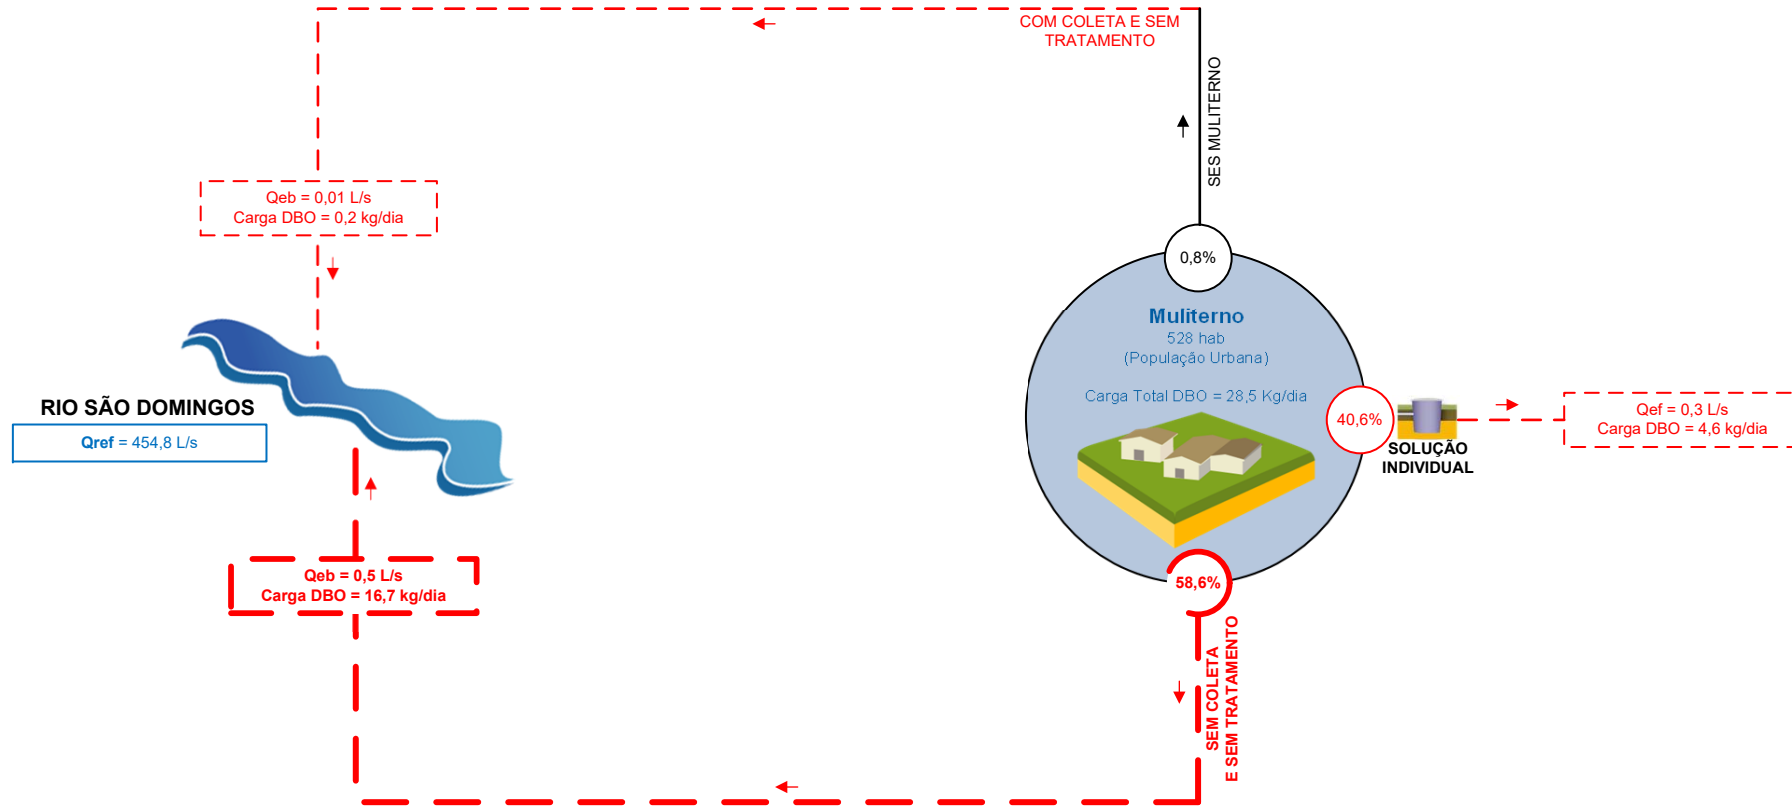 COM COLETA E SEM
TRATAMENTO
SES MULITERNO
Qeb = 0,01 L/s
Carga DBO = 0,2 kg/dia
0,8%
Muliterno
528 hab
(População Urbana)
Carga Total DBO = 28,5 Kg/dia
RIO SÃO DOMINGOS
Qref = 454,8 L/s
40,6%
SOLUÇÃO
INDIVIDUAL
Qef = 0,3 L/s
Carga DBO = 4,6 kg/dia
Qeb = 0,5 L/s
Carga DBO = 16,7 kg/dia
58,6%
SEM COLETA
E SEM TRATAMENTO